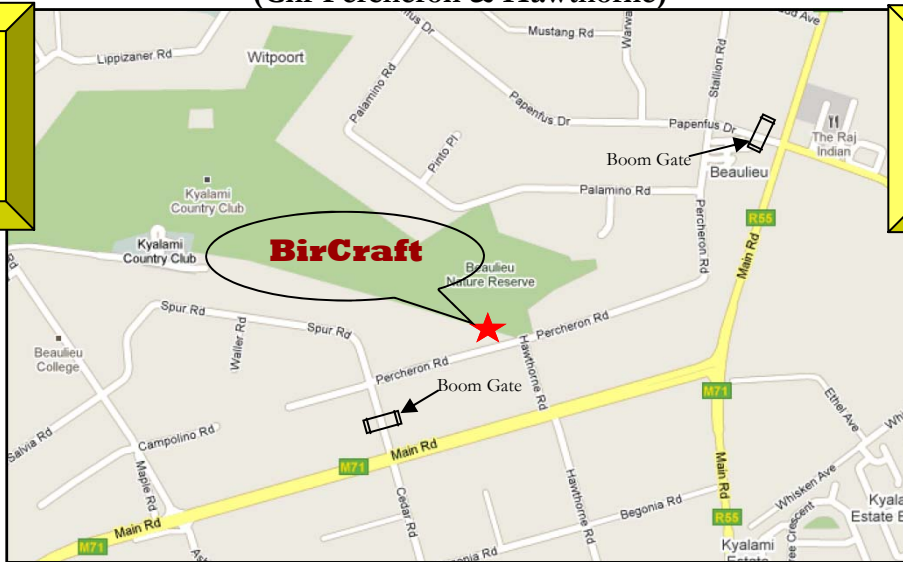 (Cnr Percheron & Hawthorne)
Mustang Rd
Lippizaner Rd
Witpoort
Palamino Rd
Stallion Rd
Papenfus Dr
Papenfus Dr
The Raj
Indian
Boom Gate
Beaulieu
Pinto Pl
Palamino Rd
Kyalami
Country Club
Percheron Rd
R55
Main Rd
Kyalami
Country Club
BirCraft
Beaulieu
Nature Reserve
Spur Rd
Spur Rd
Waller Rd
Percheron Rd
Hawthorne Rd
Beaulieu
College
Percheron Rd
Boom Gate
M71
Ethel Ave
Salvia Rd
Campolino Rd
Main Rd
M71
Maple Rd
Cedar Rd
Hawthorne Rd
Main Rd
Whisken Ave
Begonia Rd
R55
Main Rd
M71
Kyalami